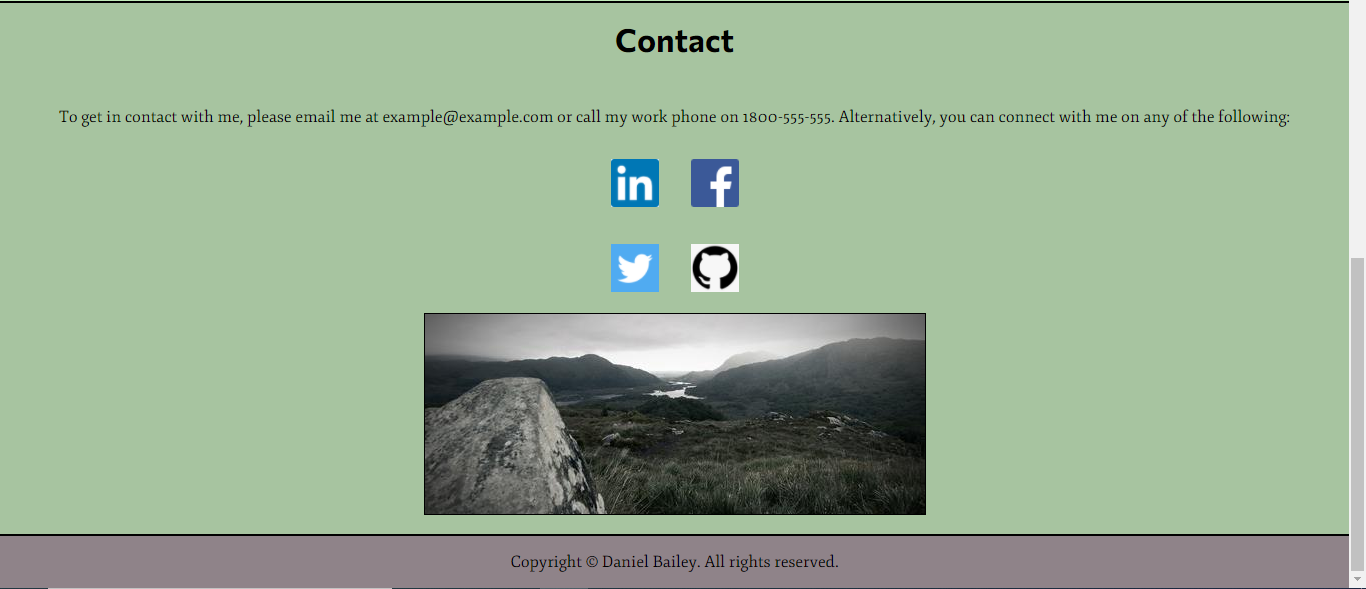 Contact
To get in contact with me, please email me at example@example.com or call my work phone on 1800-555-555. Alternatively, you can connect with me on any of the following:
in f
Copyright © Daniel Bailey. All rights reserved.